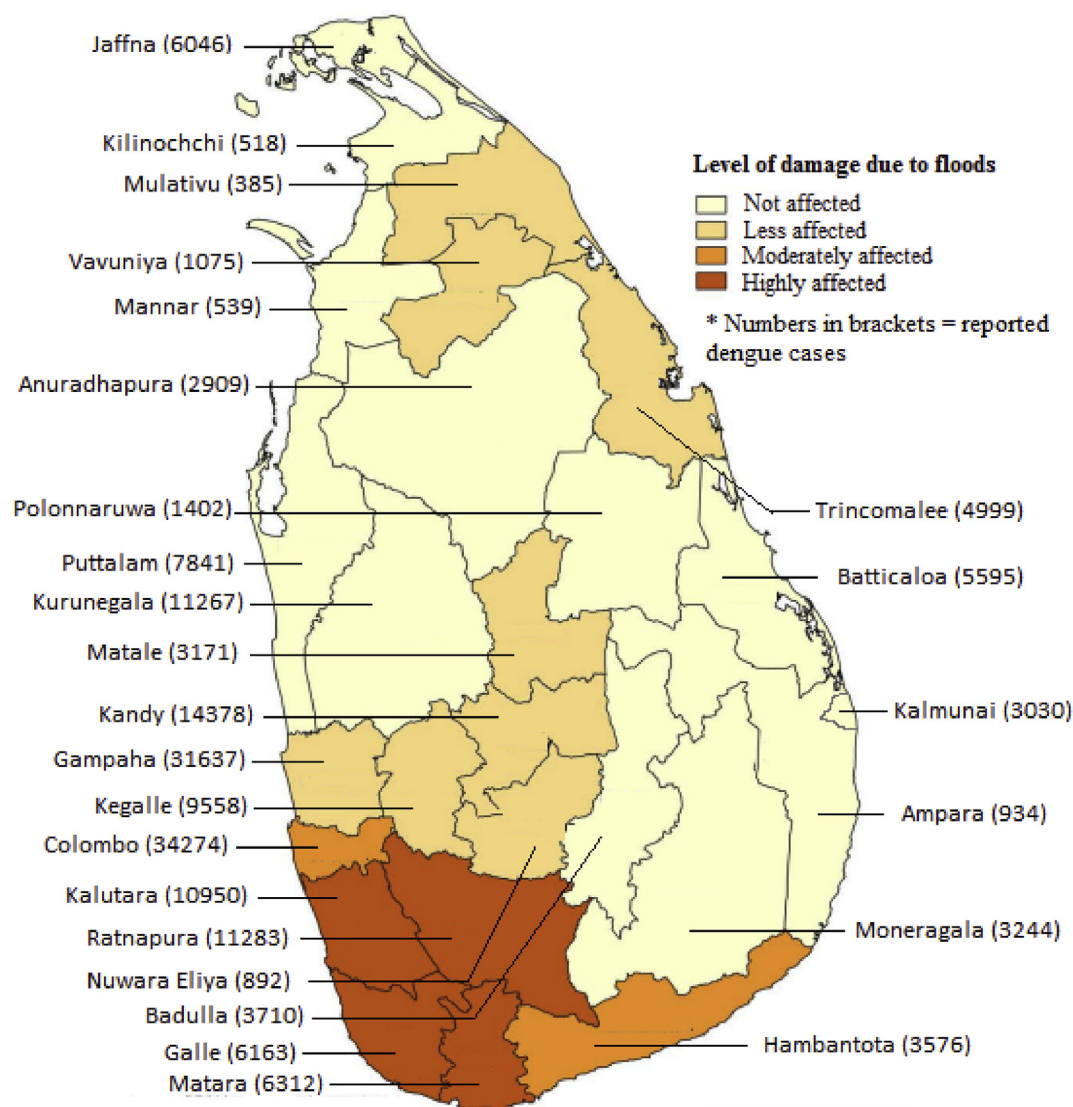 Jaffna (6046)
Kilinochchi (518)
Mulativu (385)
Vavuniya (1075)
Mannar (539)
Anuradhapura (2909)
Polonnaruwa (1402)
Puttalam (7841)
Kurunegala (11267)
Matale (3171)
Kandy (14378)
Gampaha (31637)
Kegalle (9558)
Colombo (34274)
Kalutara (10950)
Ratnapura (11283)
Nuwara Eliya (892)
Badulla (3710)
Galle (6163)
Matara (6312)
Level of damage due to floods
Not affected
Less affected
Moderately affected
Highly affected
* Numbers in brackets = reported
dengue cases
Trincomalee (4999)
Batticaloa (5595)
Kalmunai (3030)
Ampara (934)
Moneragala (3244)
Hambantota (3576)